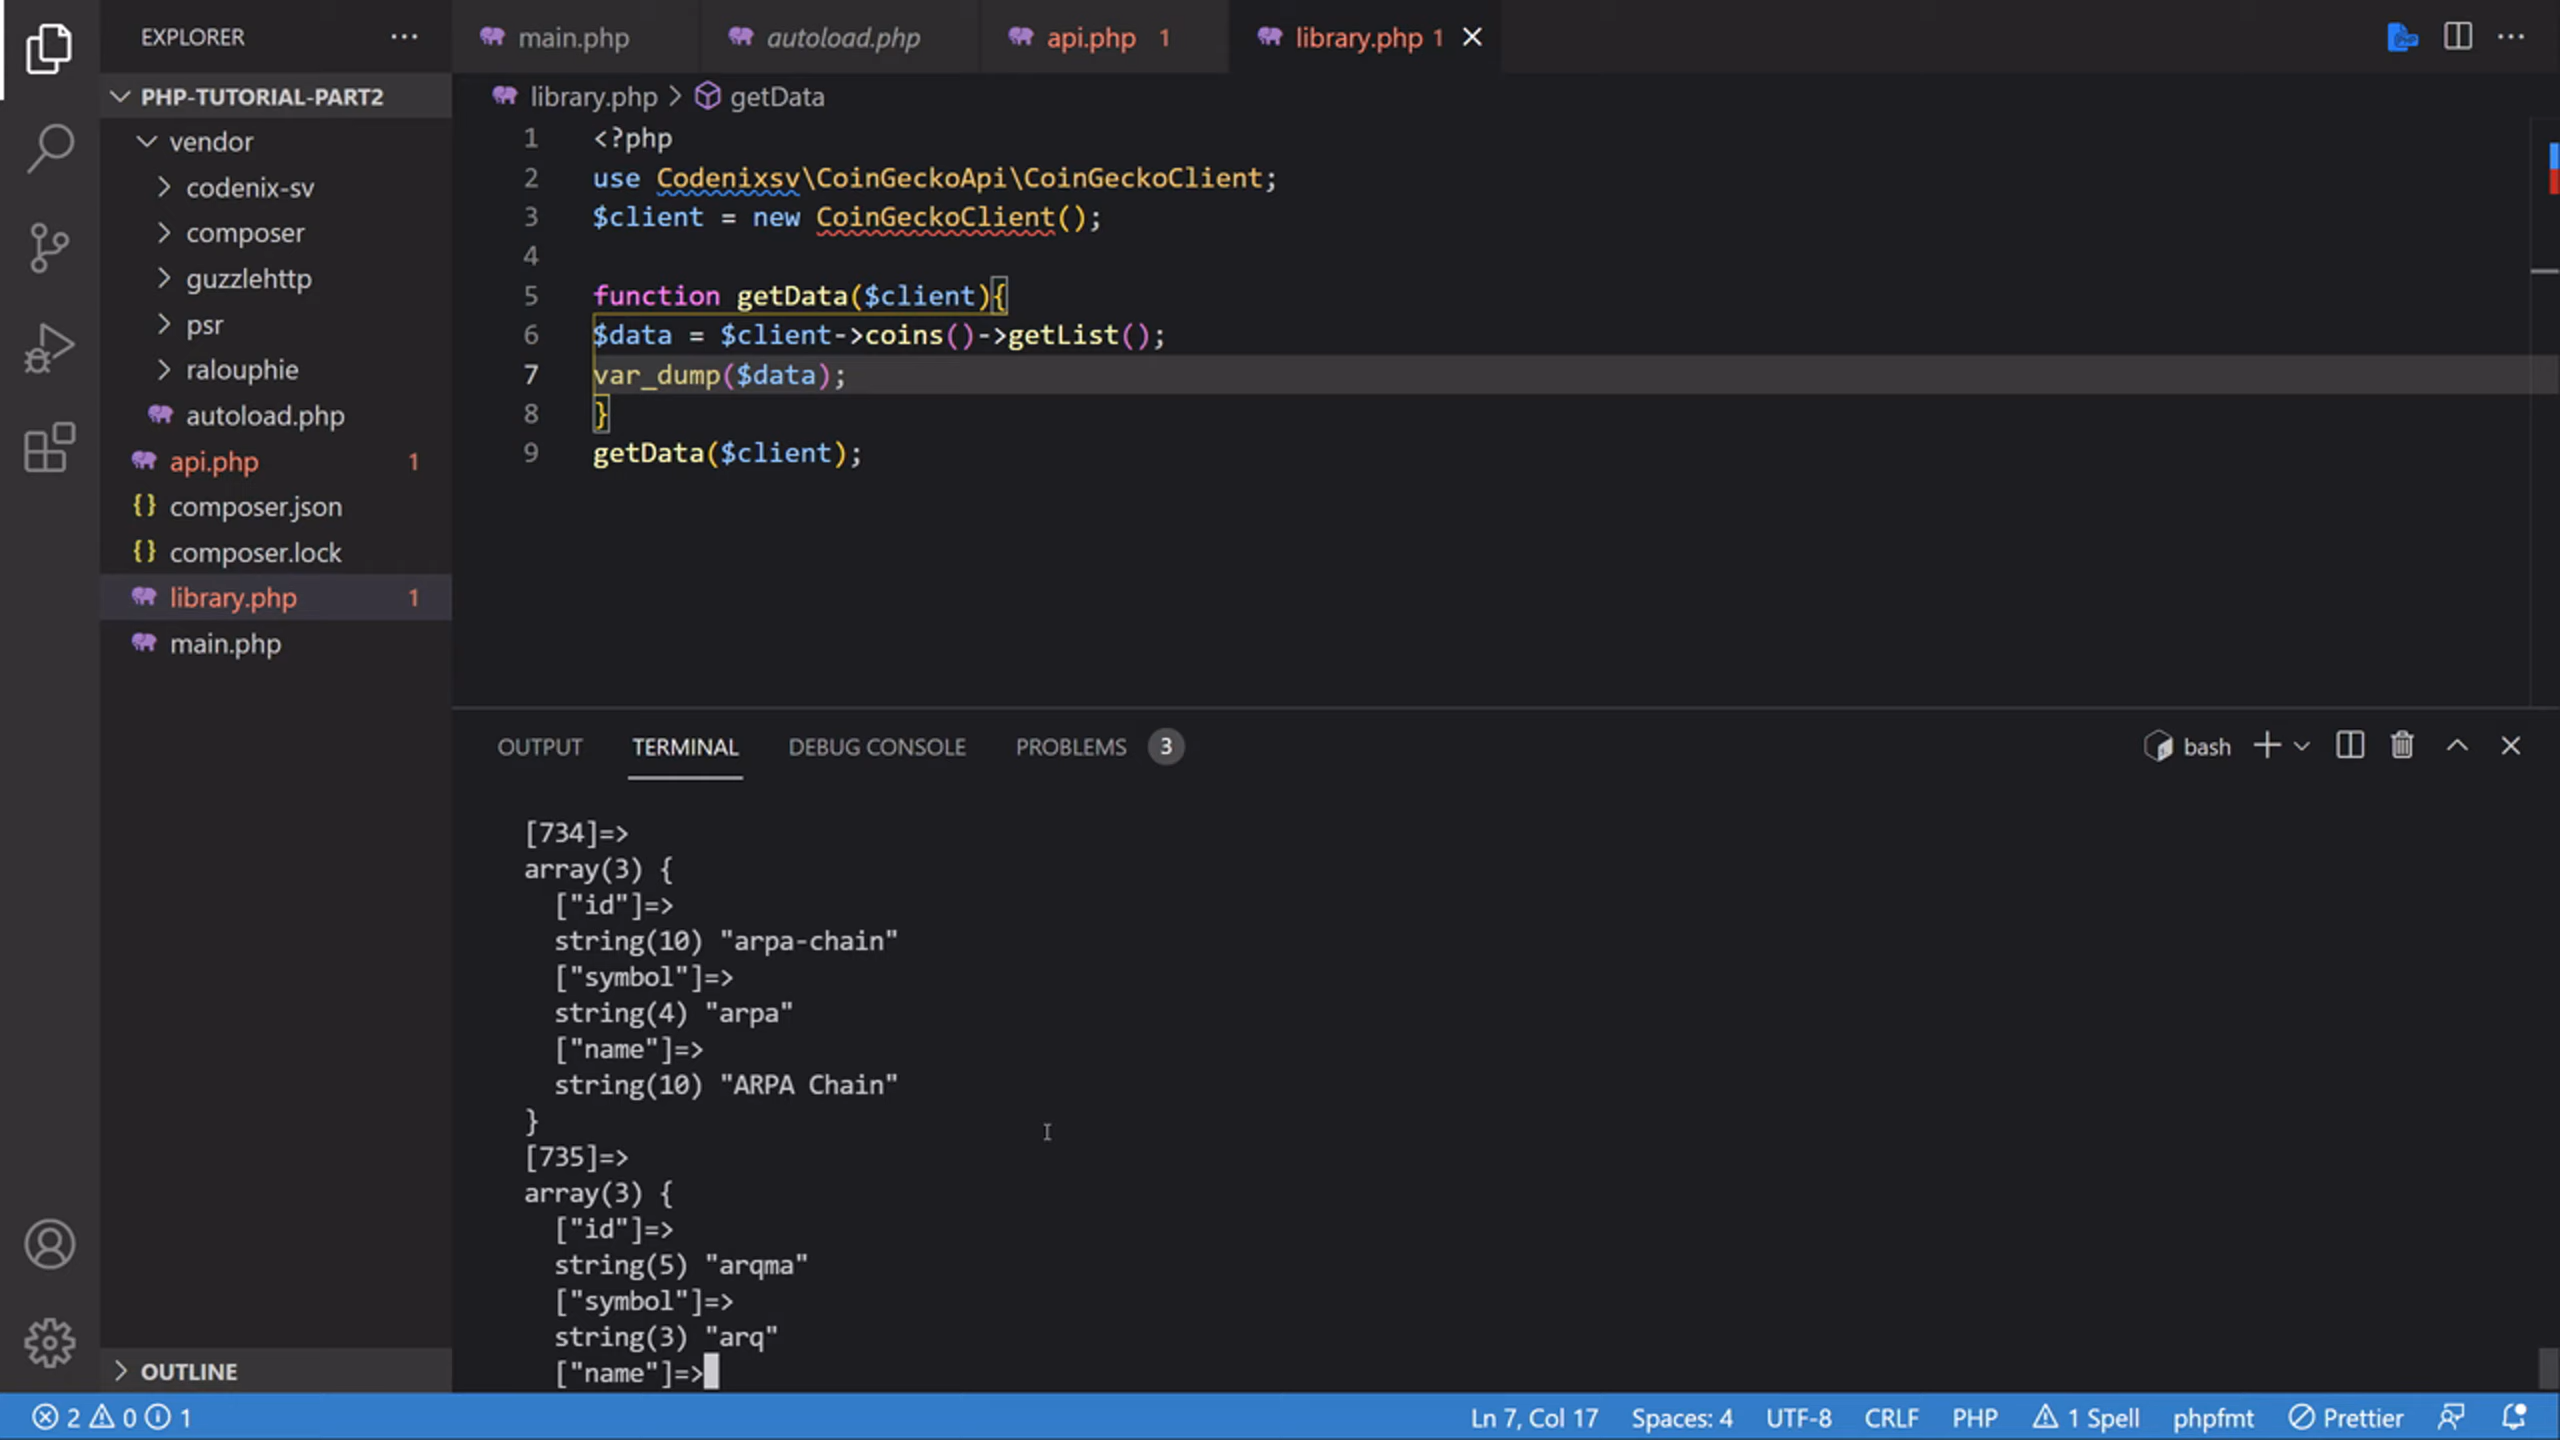 EXPLORER
main.php
autoload.php
api.php 1
library.php 1
PHP-TUTORIAL-PART2
vendor
codenix-sv
composer
guzzlehttp
psr
ralouphie
autoload.php
api.php 1
composer.json
composer.lock
library.php 1
main.php
OUTLINE
library.php > getData
1 <?php
2 use Codenixsv\CoinGeckoApi\CoinGeckoClient;
3 $client = new CoinGeckoClient();
4
5 function getData($client){
6 $data = $client->coins()->getList();
7 var_dump($data);
8 }
9 getData($client);
OUTPUT TERMINAL DEBUG CONSOLE PROBLEMS 3
bash
[734]=>
array(3) {
["id"]=>
string(10) "arpa-chain"
["symbol"]=>
string(4) "arpa"
["name"]=>
string(10) "ARPA Chain"
}
[735]=>
array(3) {
["id"]=>
string(5) "arqma"
["symbol"]=>
string(3) "arq"
["name"]=>
2 0 1
Ln 7, Col 17 Spaces: 4 UTF-8 CRLF PHP 1 Spell phpfmt Prettier